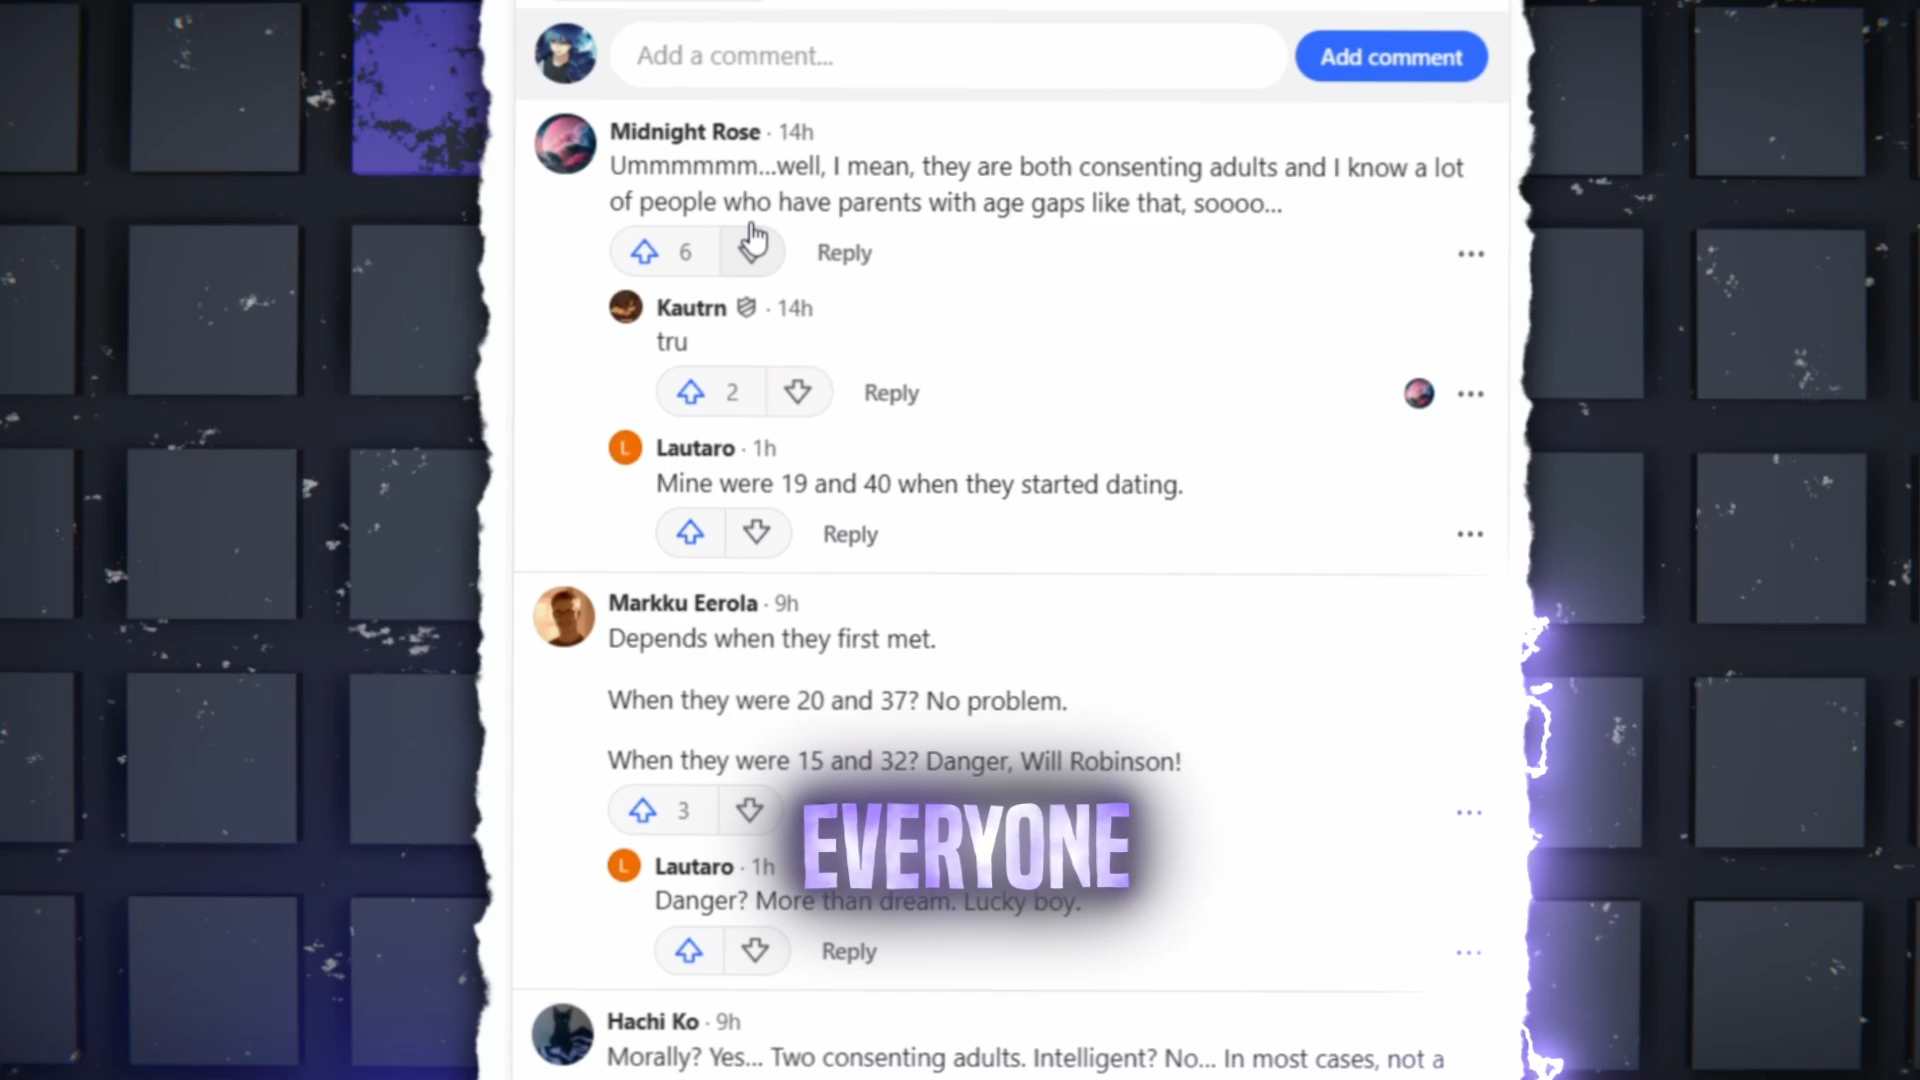 Add a comment...
Add comment
Midnight Rose · 14h
Ummmmmm...well, I mean, they are both consenting adults and I know a lot
of people who have parents with age gaps like that, soooo...
6
Reply
Kautrn · 14h
tru
2
Reply
L
Lautaro · 1h
Mine were 19 and 40 when they started dating.
Reply
Markku Eerola · 9h
Depends when they first met.
When they were 20 and 37? No problem.
When they were 15 and 32? Danger, Will Robinson!
3
EVERYONE
L
Lautaro · 1h
Danger? More than dream. Lucky boy.
Reply
Hachi Ko · 9h
Morally? Yes... Two consenting adults. Intelligent? No... In most cases, not a